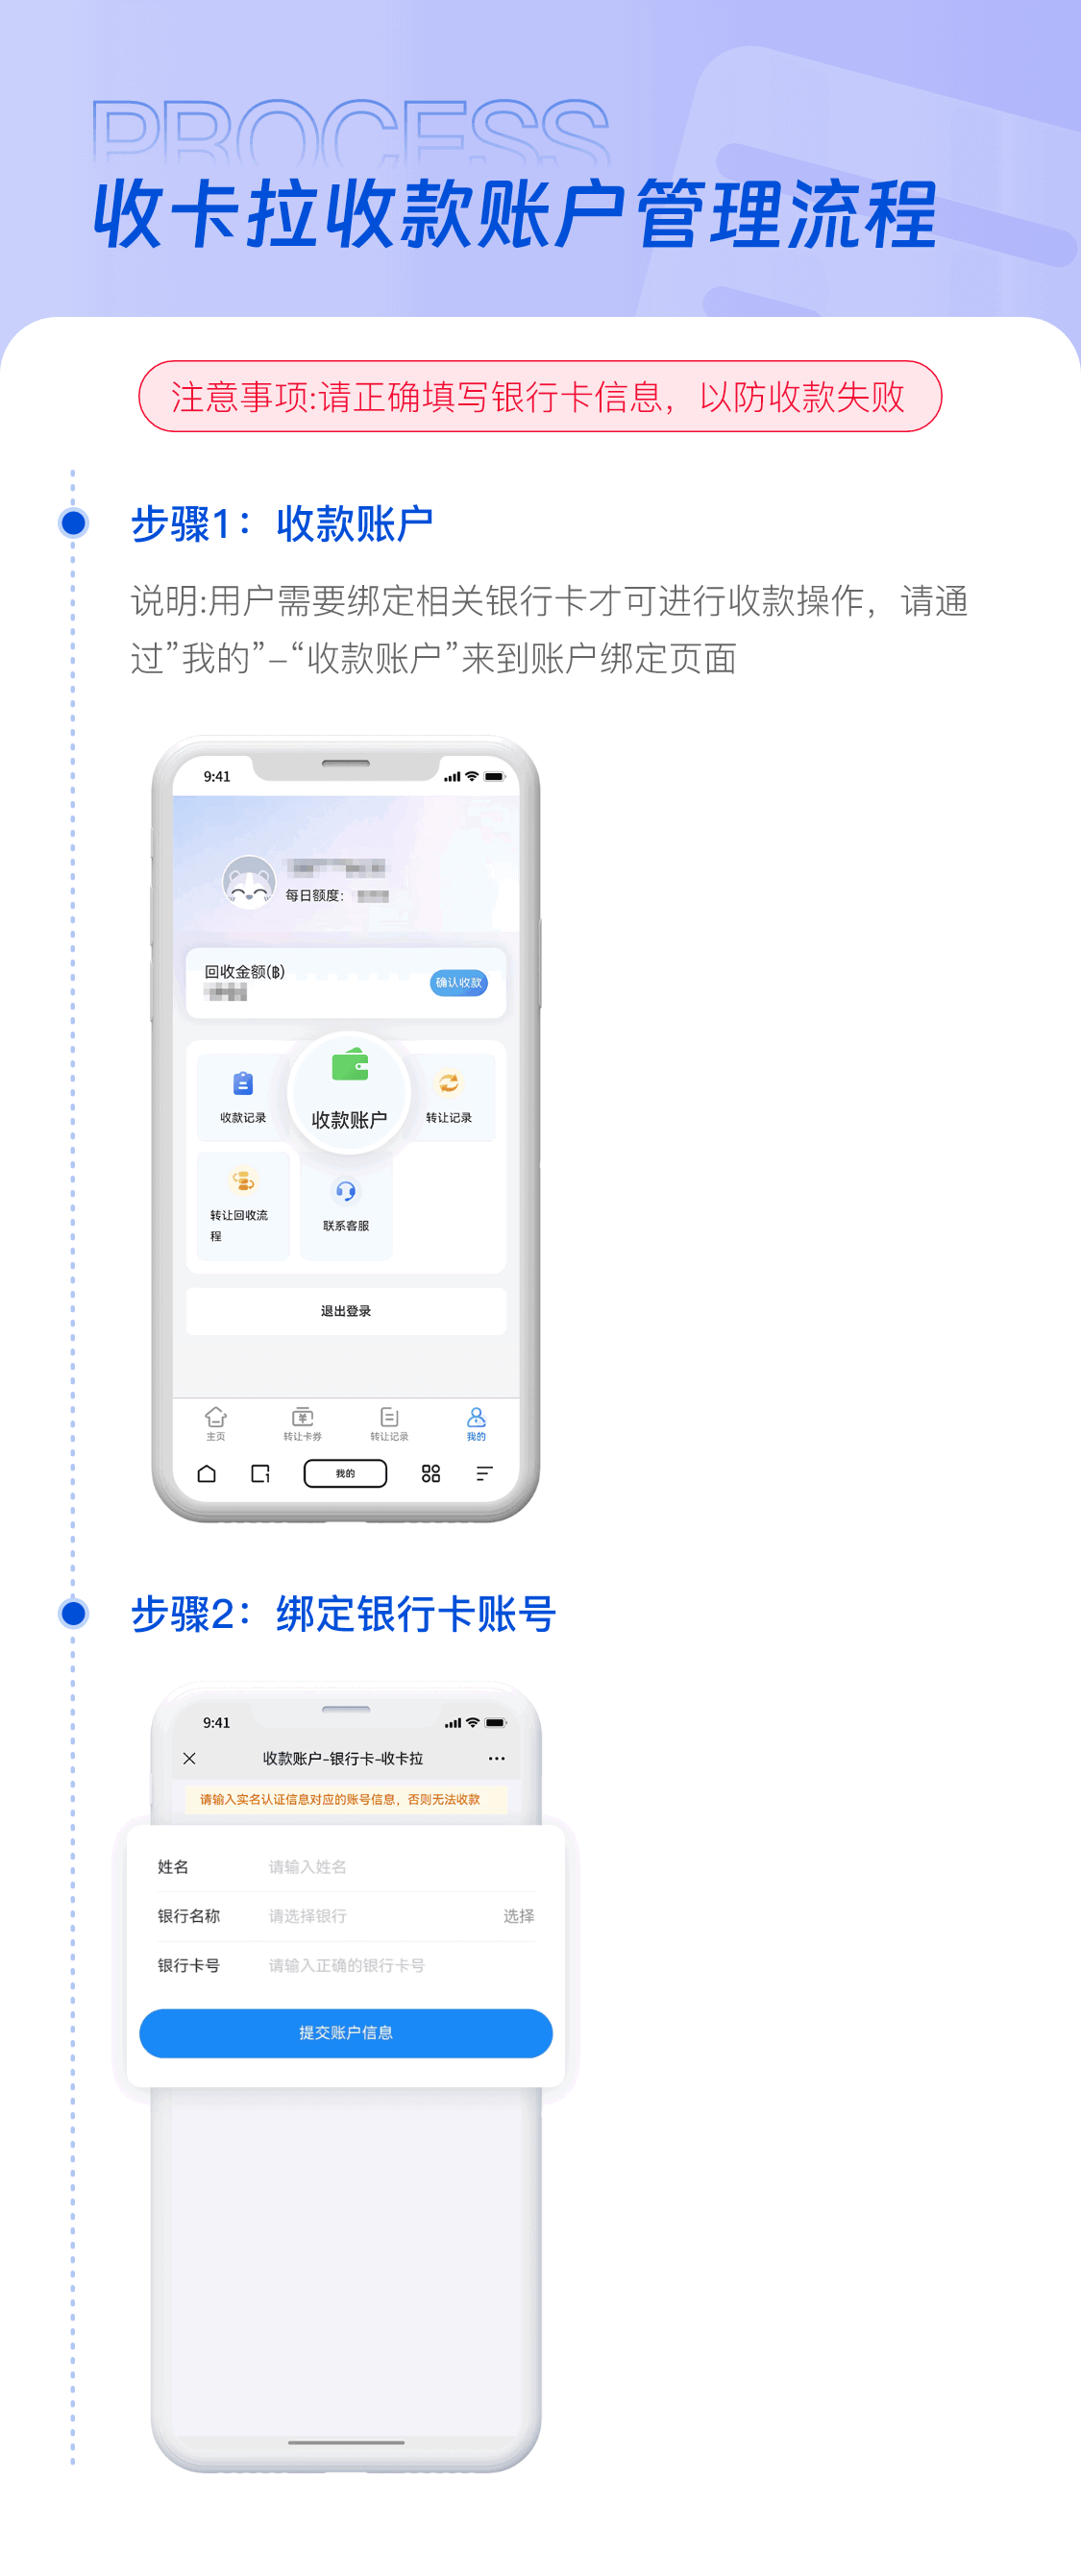 PROCESS
收卡拉收款账户管理流程
注意事项:请正确填写银行卡信息，以防收款失败
步骤1：收款账户
说明:用户需要绑定相关银行卡才可进行收款操作，请通
过”我的”–“收款账户”来到账户绑定页面
9:41
每日额度：
回收金额(฿)
确认收款
收款记录
收款账户
转让记录
转让回收流
程
联系客服
退出登录
主页
转让卡券
转让记录
我的
1
我的
步骤2：绑定银行卡账号
9:41
收款账户-银行卡-收卡拉
请输入实名认证信息对应的账号信息，否则无法收款
姓名 请输入姓名
银行名称 请选择银行 选择
银行卡号 请输入正确的银行卡号
提交账户信息